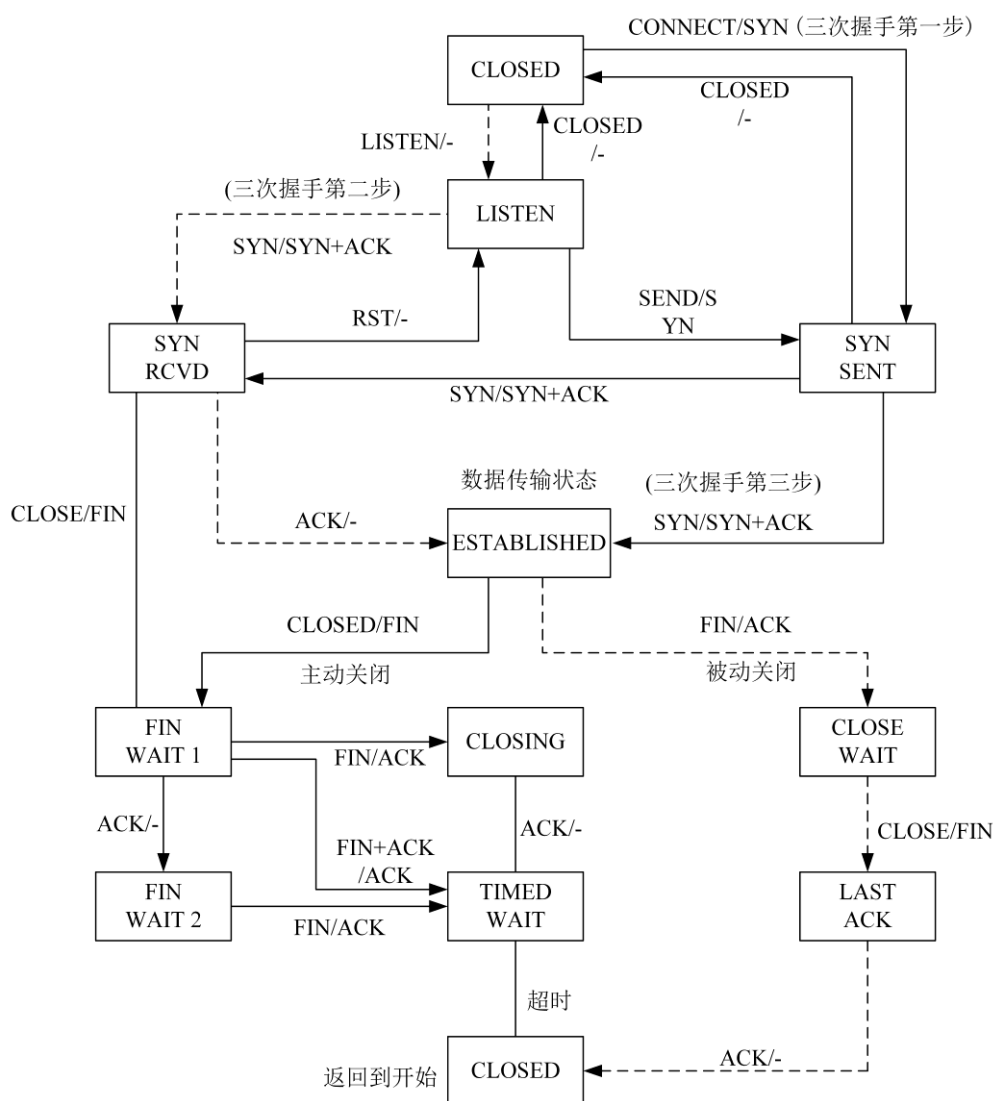 CONNECT/SYN (三次握手第一步)
CLOSED
CLOSED
/-
LISTEN/-
CLOSED
/-
(三次握手第二步)
LISTEN
SYN/SYN+ACK
SEND/S
YN
RST/-
SYN
RCVD
SYN
SENT
SYN/SYN+ACK
数据传输状态
(三次握手第三步)
CLOSE/FIN
ACK/-
ESTABLISHED
SYN/SYN+ACK
CLOSED/FIN
FIN/ACK
主动关闭
被动关闭
FIN
WAIT 1
CLOSING
CLOSE
WAIT
FIN/ACK
ACK/-
ACK/-
CLOSE/FIN
FIN+ACK
/ACK
FIN
WAIT 2
TIMED
WAIT
LAST
ACK
FIN/ACK
超时
返回到开始
CLOSED
ACK/-